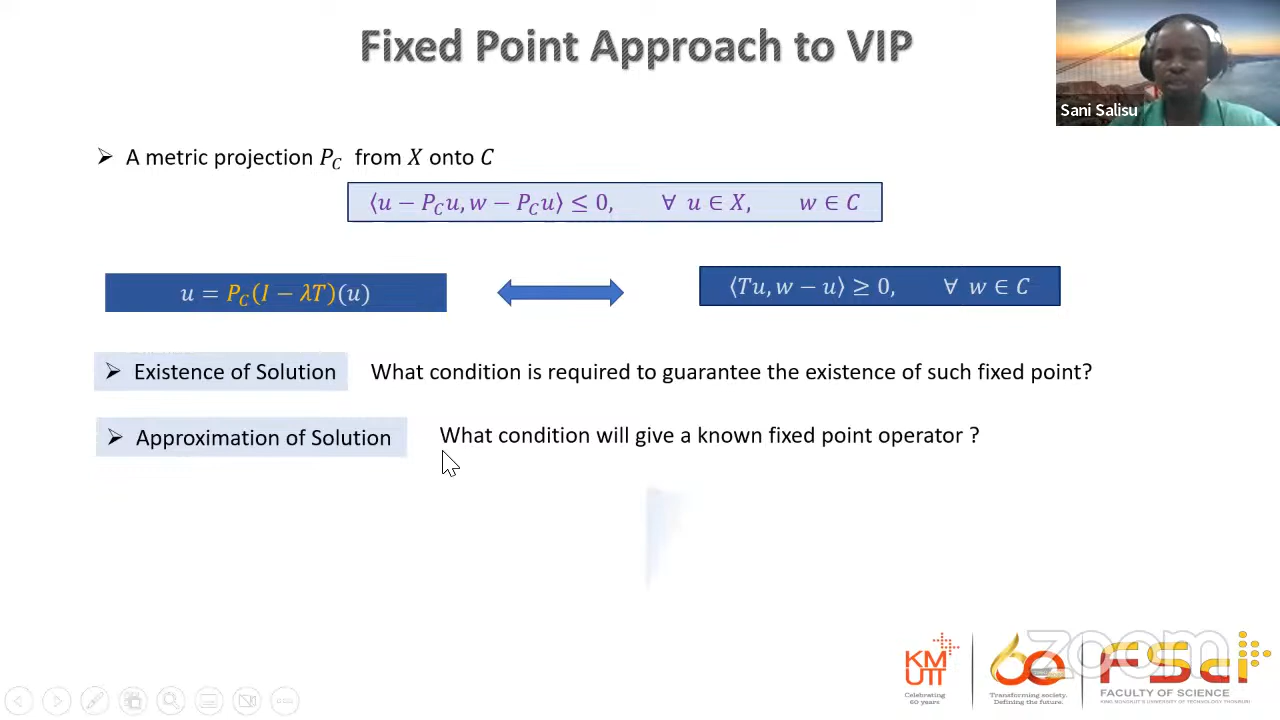 Fixed Point Approach to VIP
Sani Salisu
➢ A metric projection P_C from X onto C
⟨u − P_C u, w − P_C u⟩ ≤ 0, ∀ u ∈ X, w ∈ C
u = P_C(I − λT)(u)
⟨Tu, w − u⟩ ≥ 0, ∀ w ∈ C
➢ Existence of Solution What condition is required to guarantee the existence of such fixed point?
➢ Approximation of Solution What condition will give a known fixed point operator ?
zoom
KM
UTT
Celebrating
60 years
Transforming society.
Defining the future.
FSci
FACULTY OF SCIENCE
KING MONGKUT'S UNIVERSITY OF TECHNOLOGY THONBURI